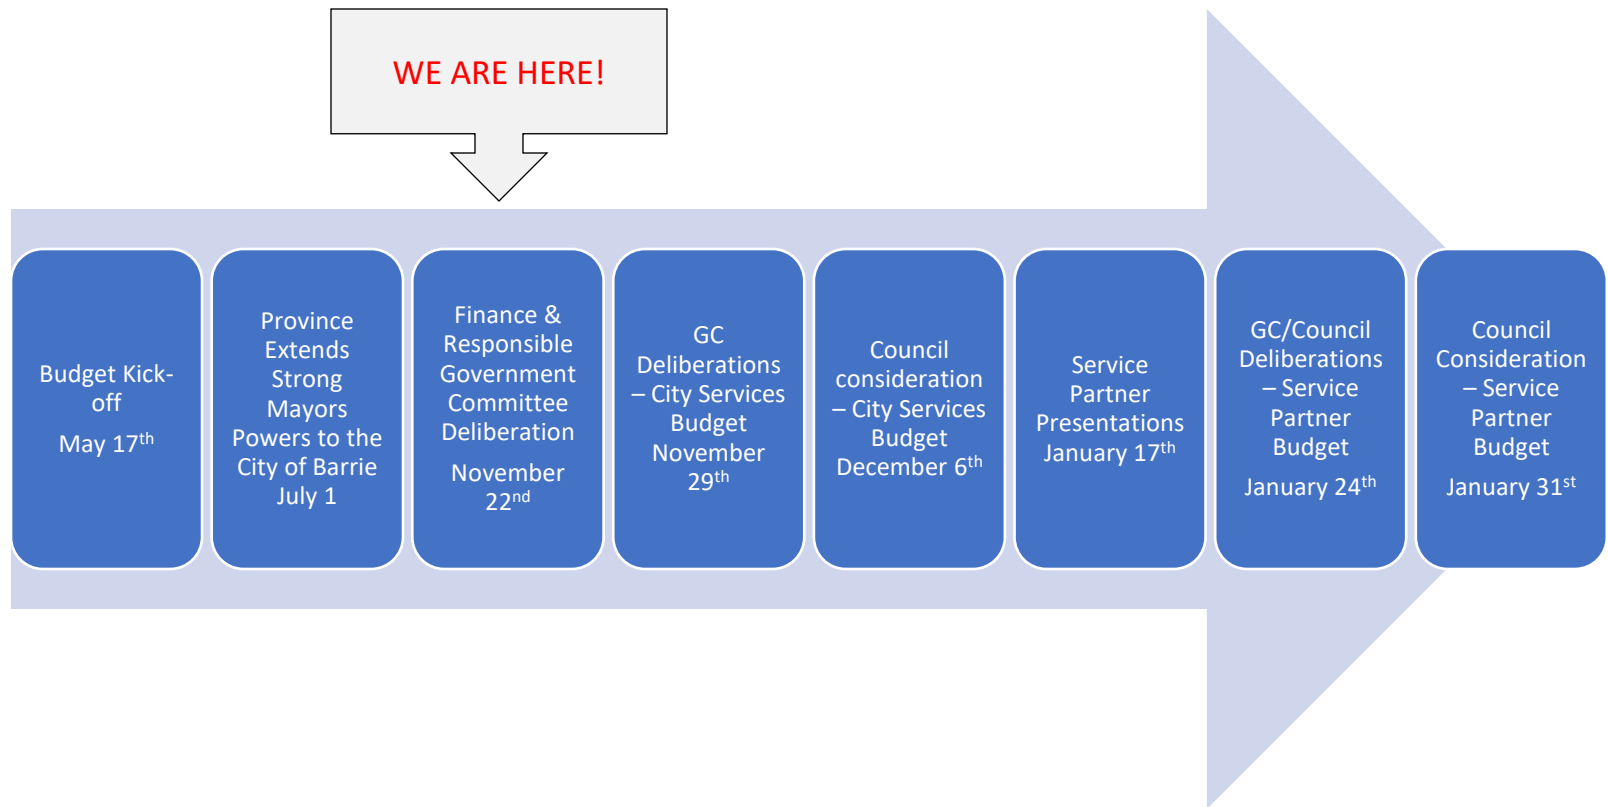 WE ARE HERE!
Budget Kick-
off
May 17th
Province
Extends
Strong
Mayors
Powers to the
City of Barrie
July 1
Finance &
Responsible
Government
Committee
Deliberation
November
22nd
GC
Deliberations
– City Services
Budget
November
29th
Council
consideration
– City Services
Budget
December 6th
Service
Partner
Presentations
January 17th
GC/Council
Deliberations
– Service
Partner
Budget
January 24th
Council
Consideration
– Service
Partner
Budget
January 31st